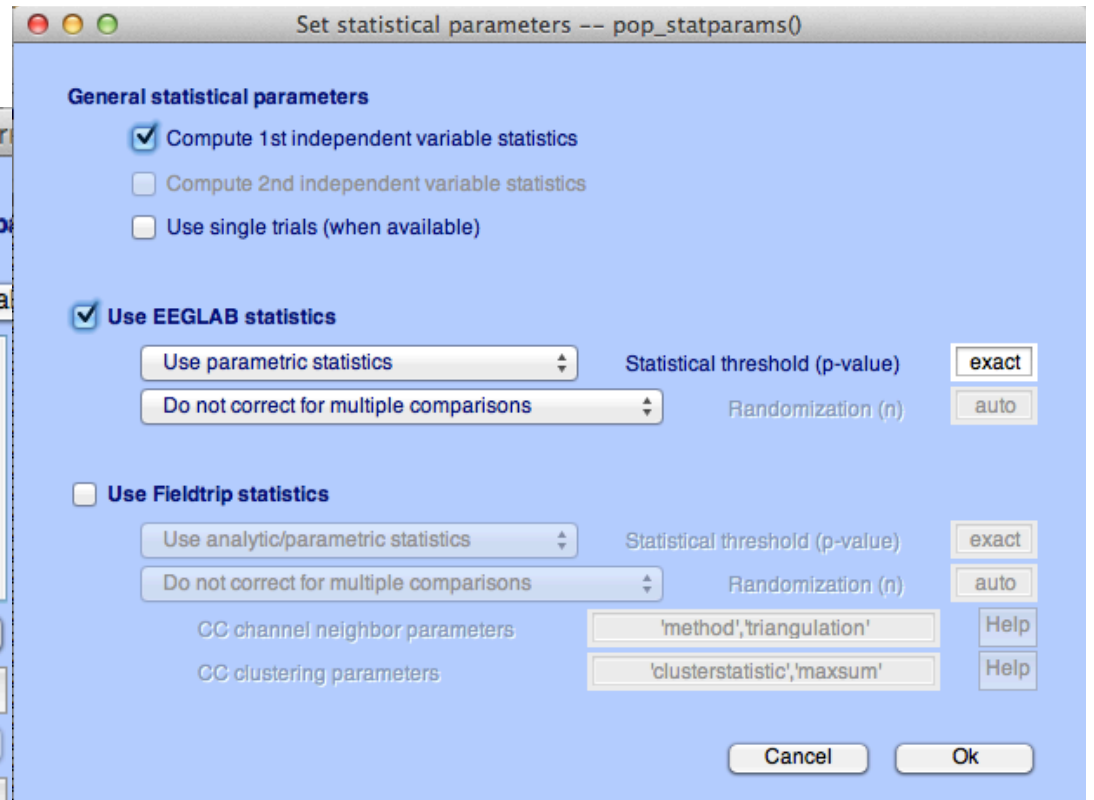 Set statistical parameters -- pop_statparams()
General statistical parameters
Compute 1st independent variable statistics
Compute 2nd independent variable statistics
Use single trials (when available)
Use EEGLAB statistics
Use parametric statistics Statistical threshold (p-value) exact
Do not correct for multiple comparisons Randomization (n) auto
Use Fieldtrip statistics
Use analytic/parametric statistics Statistical threshold (p-value) exact
Do not correct for multiple comparisons Randomization (n) auto
CC channel neighbor parameters 'method','triangulation' Help
CC clustering parameters 'clusterstatistic','maxsum' Help
Cancel Ok